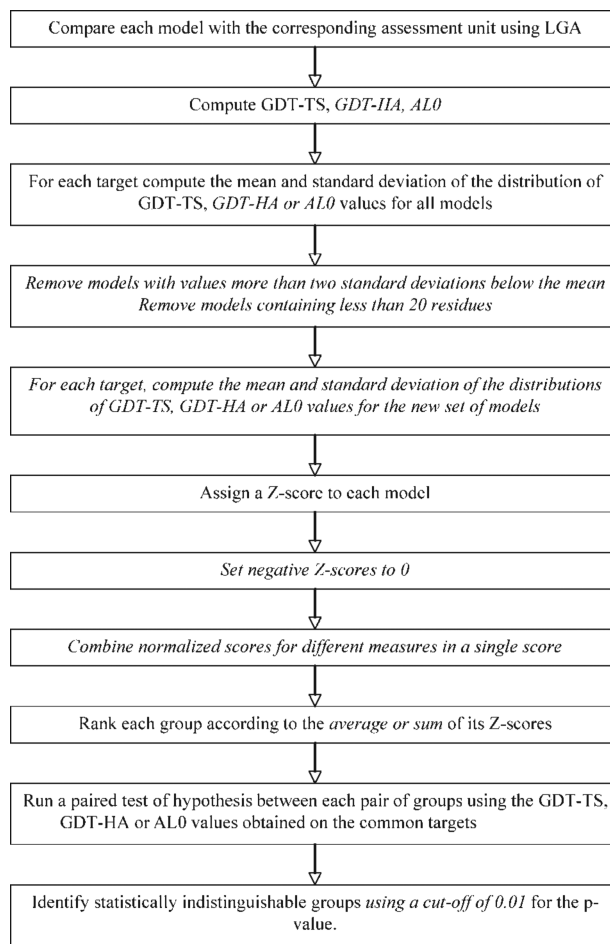 Compare each model with the corresponding assessment unit using LGA
Compute GDT-TS, GDT-HA, AL0
For each target compute the mean and standard deviation of the distribution of
GDT-TS, GDT-HA or AL0 values for all models
Remove models with values more than two standard deviations below the mean
Remove models containing less than 20 residues
For each target, compute the mean and standard deviation of the distributions
of GDT-TS, GDT-HA or AL0 values for the new set of models
Assign a Z-score to each model
Set negative Z-scores to 0
Combine normalized scores for different measures in a single score
Rank each group according to the average or sum of its Z-scores
Run a paired test of hypothesis between each pair of groups using the GDT-TS,
GDT-HA or AL0 values obtained on the common targets
Identify statistically indistinguishable groups using a cut-off of 0.01 for the p-
value.